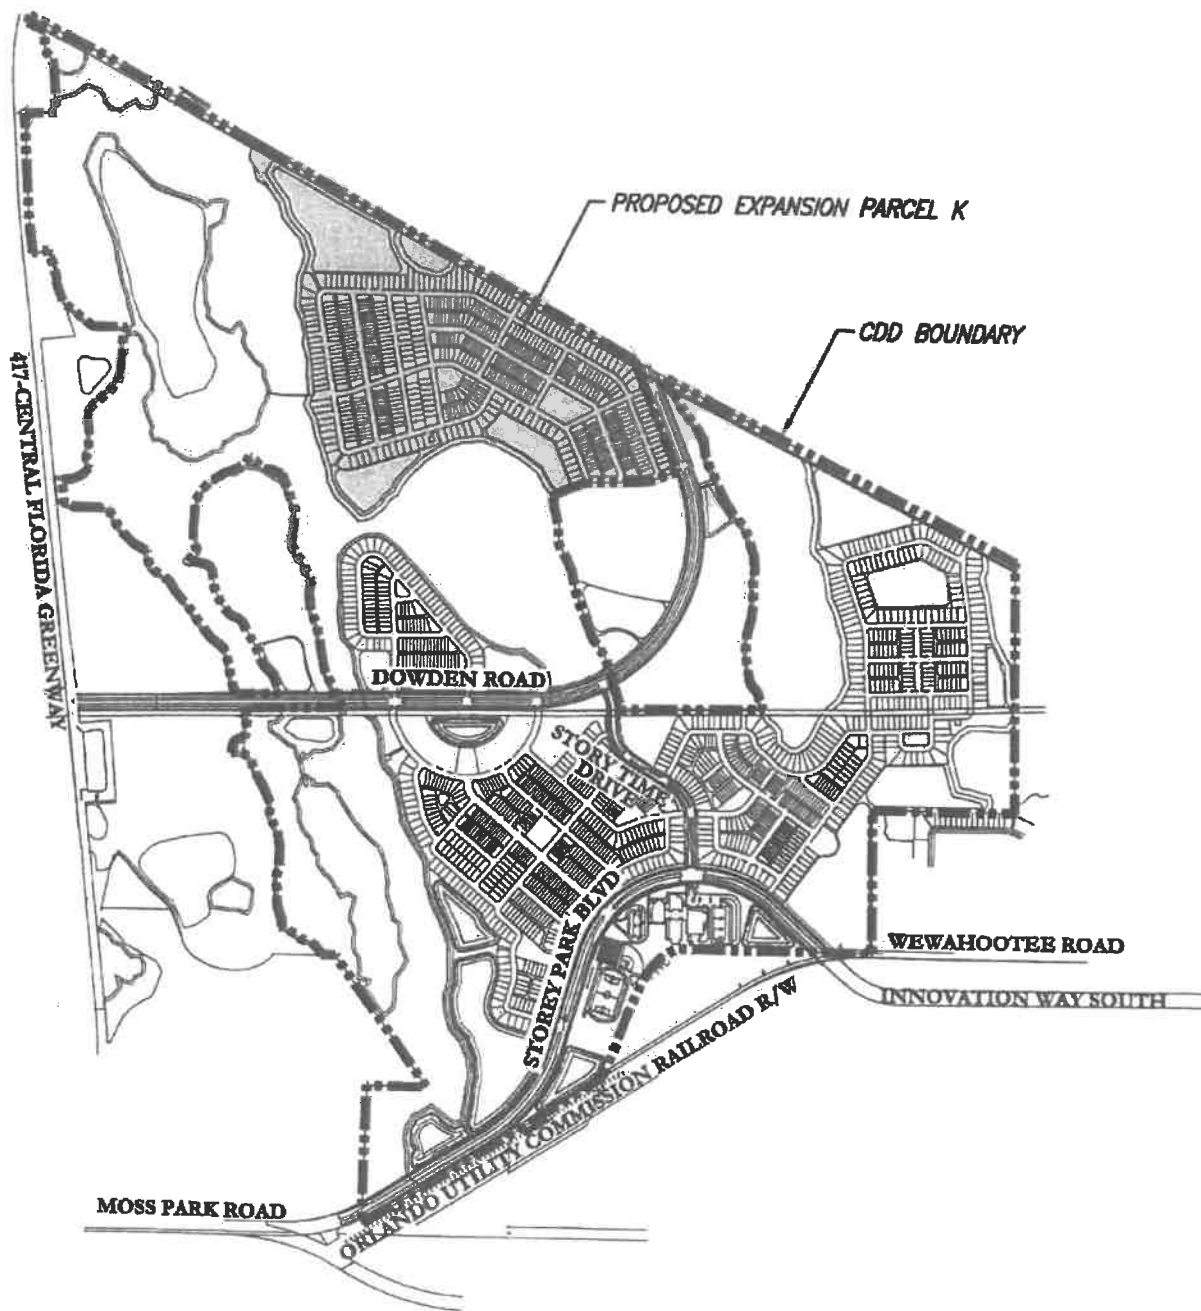 PROPOSED EXPANSION PARCEL K
CDD BOUNDARY
417-CENTRAL FLORIDA GREENWAY
DOWDEN ROAD
STORY TIME
DRIVE
STOREY PARK BLVD
WEWAHOOTEE ROAD
INNOVATION WAY SOUTH
ORLANDO UTILITY COMMISSION RAILROAD R/W
MOSS PARK ROAD